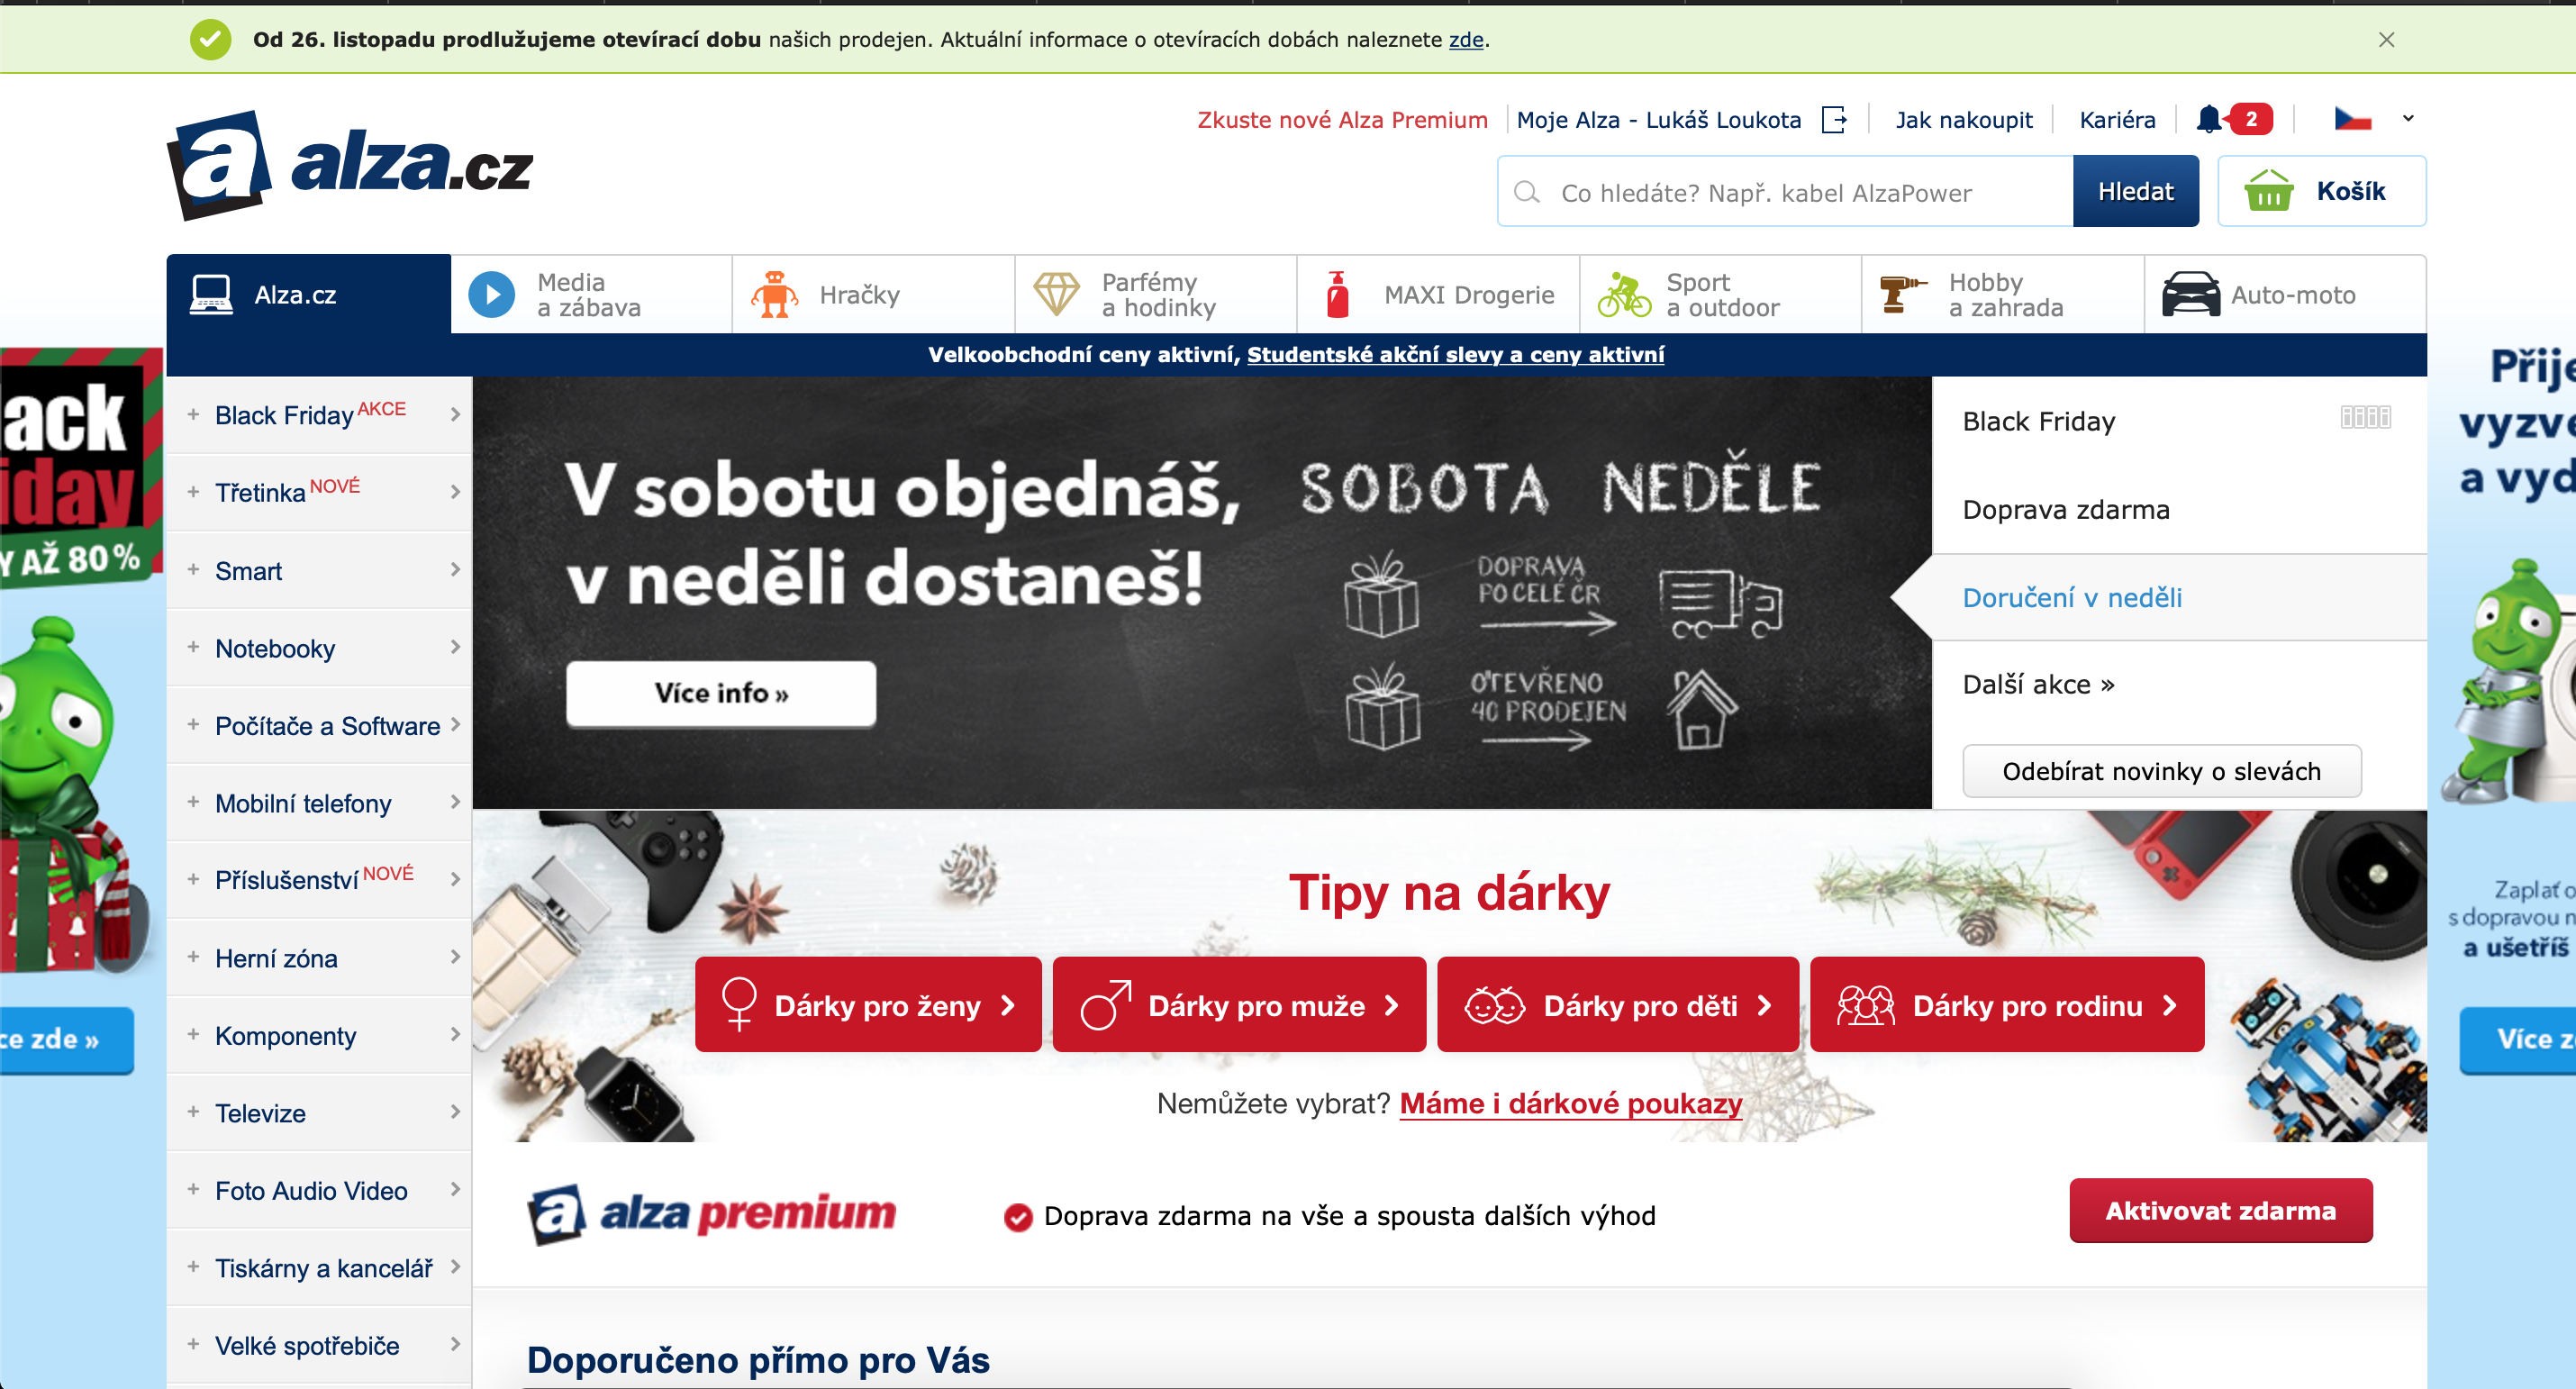 Od 26. listopadu prodlužujeme otevírací dobu našich prodejen. Aktuální informace o otevíracích dobách naleznete zde.
Zkuste nové Alza Premium
Moje Alza - Lukáš Loukota
Jak nakoupit
Kariéra
2
a alza.cz
Co hledáte? Např. kabel AlzaPower
Hledat
Košík
Alza.cz
Media
a zábava
Hračky
Parfémy
a hodinky
MAXI Drogerie
Sport
a outdoor
Hobby
a zahrada
Auto-moto
Velkoobchodní ceny aktivní, Studentské akční slevy a ceny aktivní
Black Friday AKCE
Třetinka NOVÉ
Smart
Notebooky
Počítače a Software
Mobilní telefony
Příslušenství NOVÉ
Herní zóna
Komponenty
Televize
Foto Audio Video
Tiskárny a kancelář
Velké spotřebiče
V sobotu objednáš,
v neděli dostaneš!
Více info »
SOBOTA NEDĚLE
DOPRAVA
PO CELÉ ČR
OTEVŘENO
40 PRODEJEN
Black Friday
Doprava zdarma
Doručení v neděli
Další akce »
Odebírat novinky o slevách
Tipy na dárky
Dárky pro ženy
Dárky pro muže
Dárky pro děti
Dárky pro rodinu
Nemůžete vybrat? Máme i dárkové poukazy
a alza premium
Doprava zdarma na vše a spousta dalších výhod
Aktivovat zdarma
Doporučeno přímo pro Vás
ack
iday
Y AŽ 80 %
ce zde »
Přije
vyzve
a vyd
Zaplať o
s dopravou n
a ušetříš
Více z